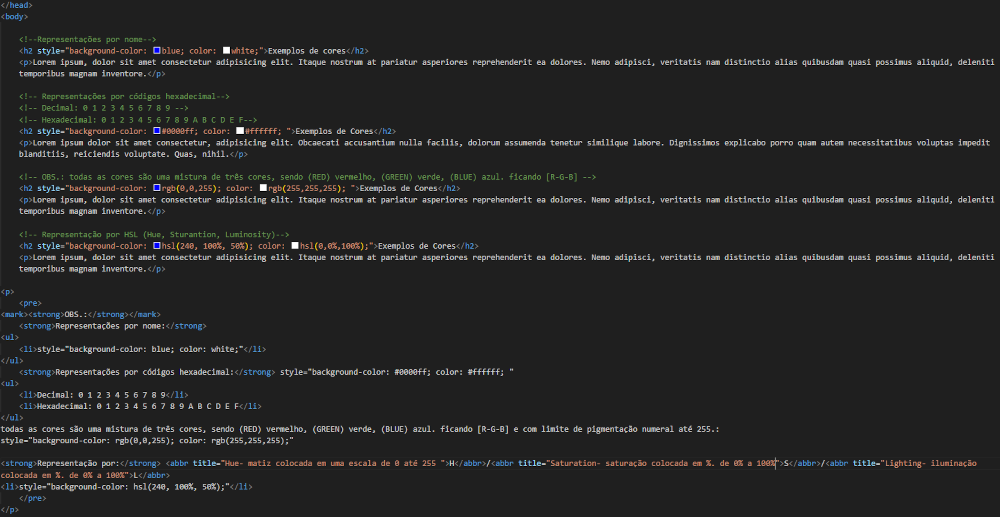 </head>
<body>
<!--Representações por nome-->
<h2 style="background-color: blue; color: white;">Exemplos de cores</h2>
<p>Lorem ipsum, dolor sit amet consectetur adipisicing elit. Itaque nostrum at pariatur asperiores reprehenderit ea dolores. Nemo adipisci, veritatis nam distinctio alias quibusdam quasi possimus aliquid, deleniti
temporibus magnam inventore.</p>
<!-- Representações por códigos hexadecimal-->
<!-- Decimal: 0 1 2 3 4 5 6 7 8 9 -->
<!-- Hexadecimal: 0 1 2 3 4 5 6 7 8 9 A B C D E F-->
<h2 style="background-color: #0000ff; color: #ffffff; ">Exemplos de Cores</h2>
<p>Lorem ipsum dolor sit amet consectetur, adipisicing elit. Obcaecati accusantium nulla facilis, dolorum assumenda tenetur similique labore. Dignissimos explicabo porro quam autem necessitatibus voluptas impedit
blanditiis, reiciendis voluptate. Quas, nihil.</p>
<!-- OBS.: todas as cores são uma mistura de três cores, sendo (RED) vermelho, (GREEN) verde, (BLUE) azul. ficando [R-G-B] -->
<h2 style="background-color: rgb(0,0,255); color: rgb(255,255,255); ">Exemplos de Cores</h2>
<p>Lorem ipsum, dolor sit amet consectetur adipisicing elit. Itaque nostrum at pariatur asperiores reprehenderit ea dolores. Nemo adipisci, veritatis nam distinctio alias quibusdam quasi possimus aliquid, deleniti
temporibus magnam inventore.</p>
<!-- Representação por HSL (Hue, Sturantion, Luminosity)-->
<h2 style="background-color: hsl(240, 100%, 50%); color: hsl(0,0%,100%);">Exemplos de Cores</h2>
<p>Lorem ipsum, dolor sit amet consectetur adipisicing elit. Itaque nostrum at pariatur asperiores reprehenderit ea dolores. Nemo adipisci, veritatis nam distinctio alias quibusdam quasi possimus aliquid, deleniti
temporibus magnam inventore.</p>
<p>
<pre>
<mark><strong>OBS.:</strong></mark>
<strong>Representações por nome:</strong>
<ul>
<li>style="background-color: blue; color: white;"</li>
</ul>
<strong>Representações por códigos hexadecimal:</strong> style="background-color: #0000ff; color: #ffffff; "
<ul>
<li>Decimal: 0 1 2 3 4 5 6 7 8 9</li>
<li>Hexadecimal: 0 1 2 3 4 5 6 7 8 9 A B C D E F</li>
</ul>
todas as cores são uma mistura de três cores, sendo (RED) vermelho, (GREEN) verde, (BLUE) azul. ficando [R-G-B] e com limite de pigmentação numeral até 255.:
style="background-color: rgb(0,0,255); color: rgb(255,255,255);"
<strong>Representação por:</strong> <abbr title="Hue- matiz colocada em uma escala de 0 até 255 ">H</abbr>/<abbr title="Saturation- saturação colocada em %. de 0% a 100%">S</abbr>/<abbr title="Lighting- iluminação
colocada em %. de 0% a 100%">L</abbr>
<li>style="background-color: hsl(240, 100%, 50%);"</li>
</pre>
</p>